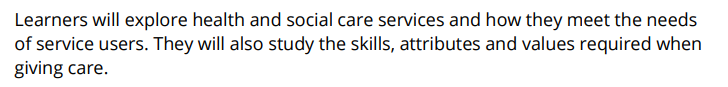 Learners will explore health and social care services and how they meet the needs
of service users. They will also study the skills, attributes and values required when
giving care.